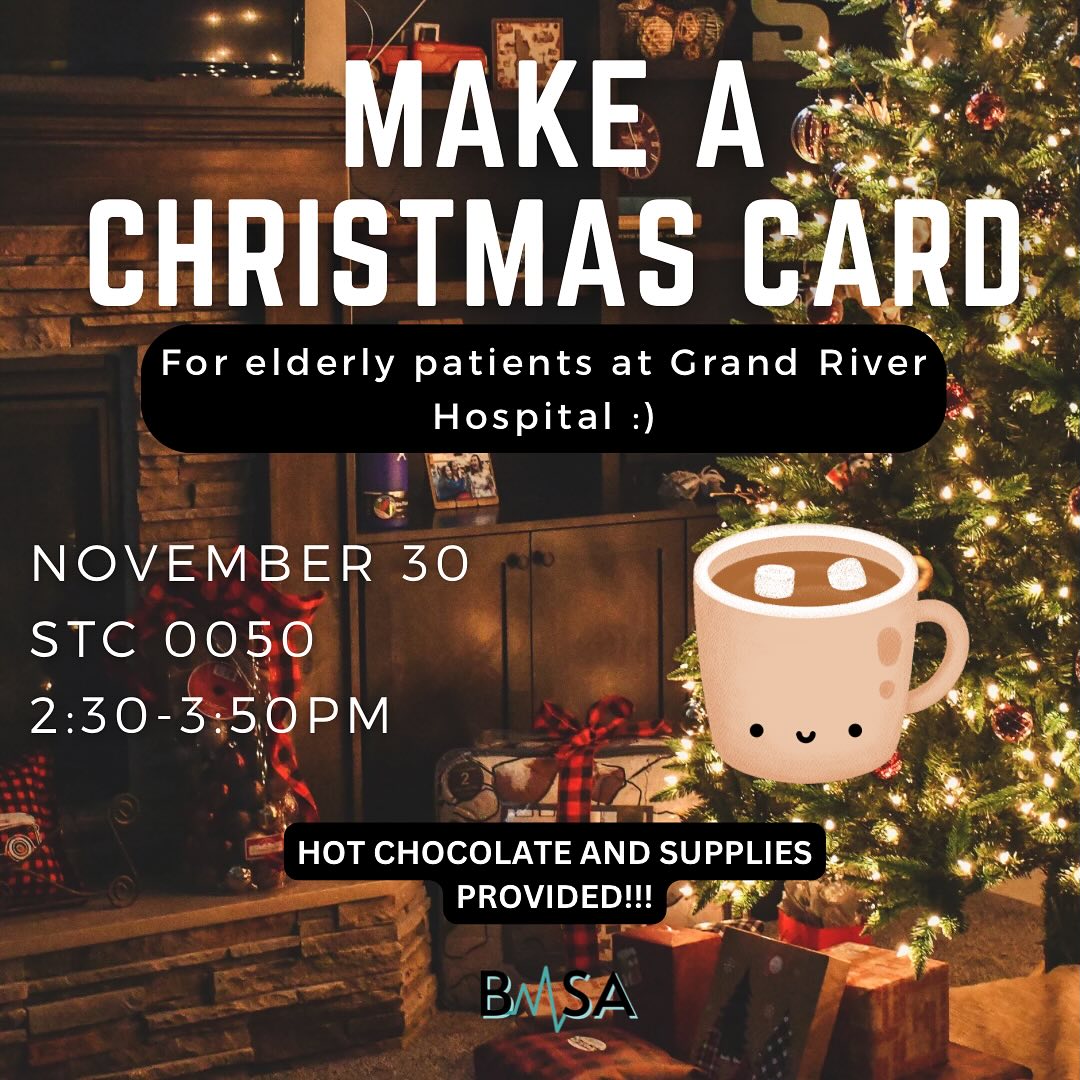 MAKE A
CHRISTMAS CARD
For elderly patients at Grand River
Hospital :)
NOVEMBER 30
STC 0050
2:30-3:50PM
HOT CHOCOLATE AND SUPPLIES
PROVIDED!!!
BMSA